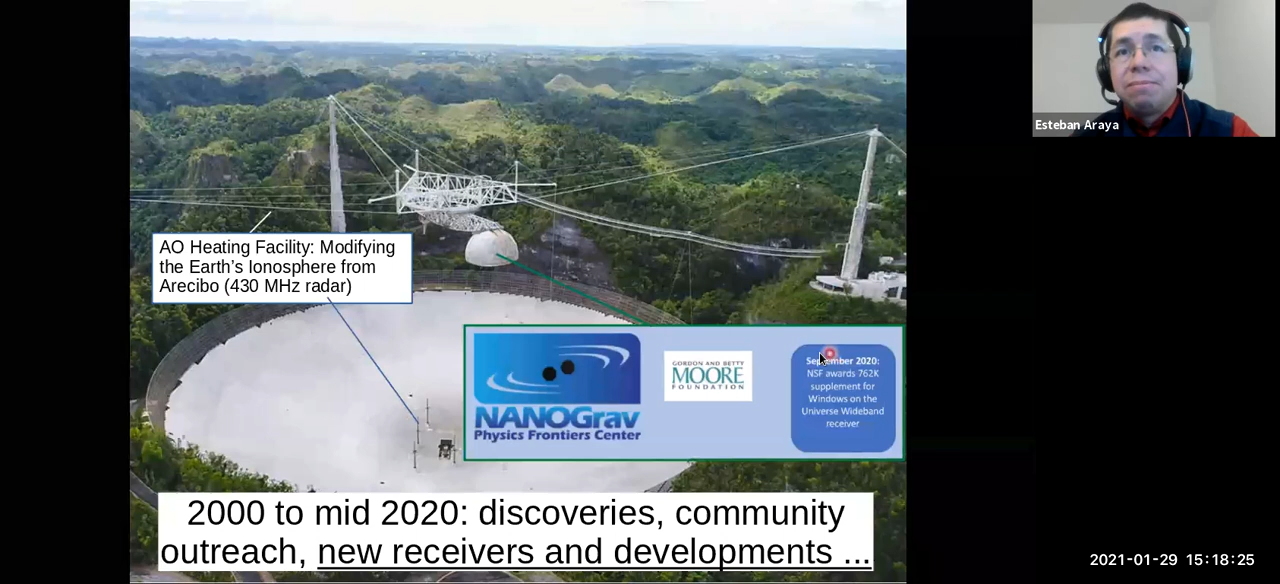 Esteban Araya
AO Heating Facility: Modifying
the Earth's Ionosphere from
Arecibo (430 MHz radar)
NANOGrav
Physics Frontiers Center
GORDON AND BETTY
MOORE
FOUNDATION
September 2020:
NSF awards 762K
supplement for
Windows on the
Universe Wideband
receiver
2000 to mid 2020: discoveries, community
outreach, new receivers and developments ...
2021-01-29 15:18:25